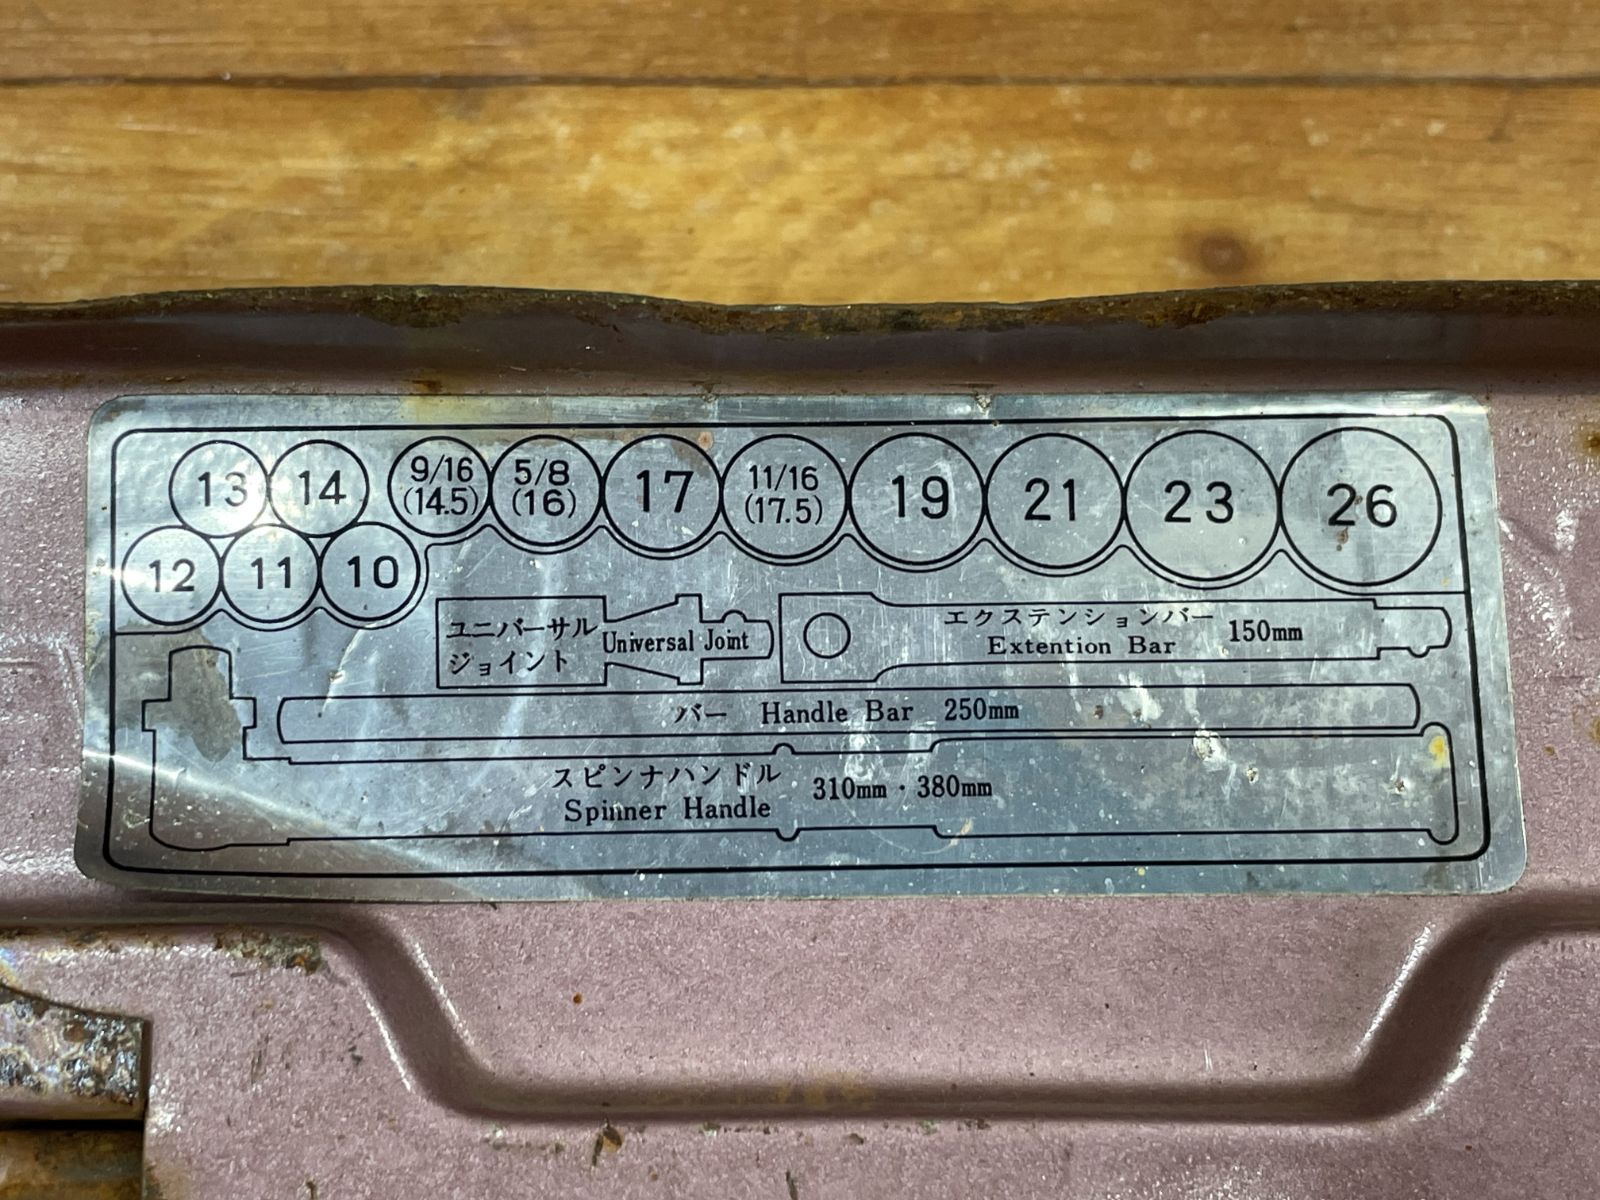 13
14
9/16
(14.5)
5/8
(16)
17
11/16
(17.5)
19
21
23
26
12
11
10
ユニバーサル
ジョイント
Universal Joint
エクステンションバー
Extention Bar
150mm
バー Handle Bar 250mm
スピンナハンドル
Spinner Handle
310mm・380mm